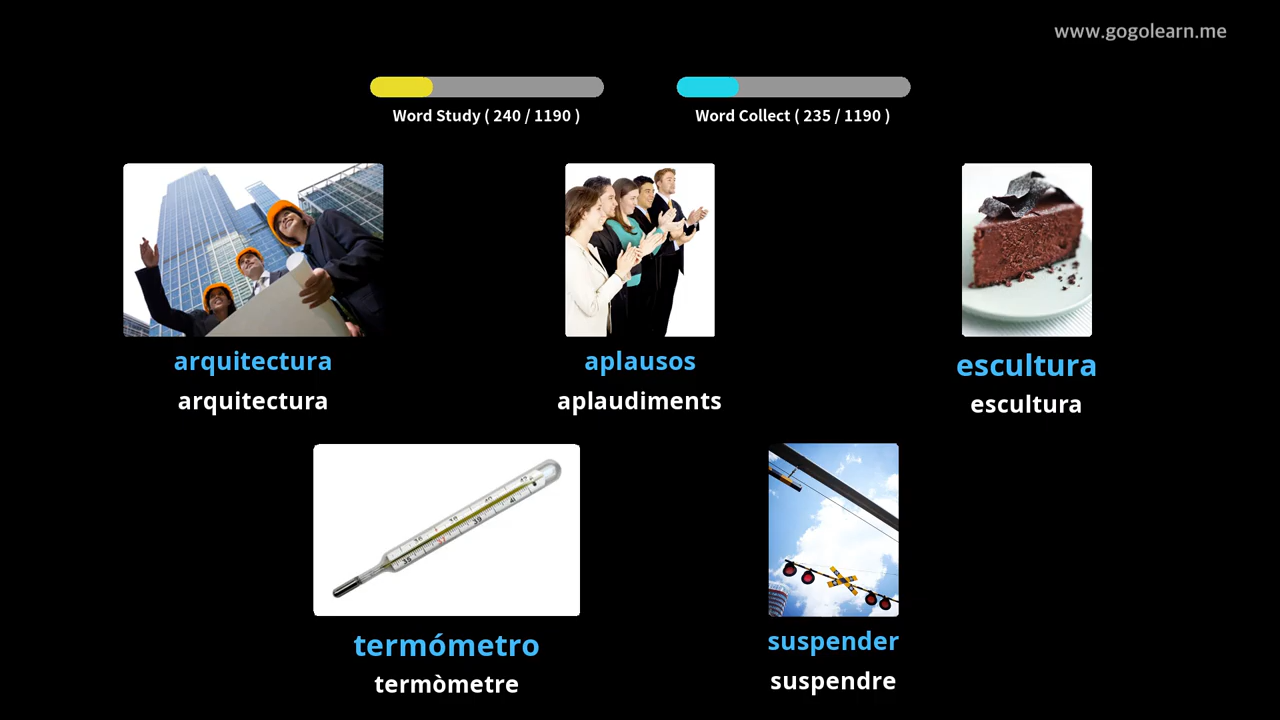 www.gogolearn.me
Word Study ( 240 / 1190 )
Word Collect ( 235 / 1190 )
arquitectura
arquitectura
aplausos
aplaudiments
escultura
escultura
termómetro
termòmetre
suspender
suspendre